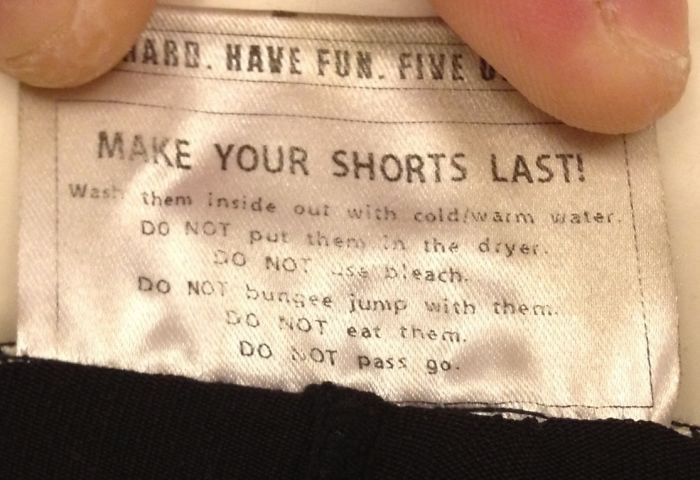 HARD. HAVE FUN. FIVE
MAKE YOUR SHORTS LAST!
Wash them inside out with cold/warm water.
DO NOT put them in the dryer.
DO NOT use bleach.
DO NOT bungee jump with them.
DO NOT eat them.
DO NOT pass go.